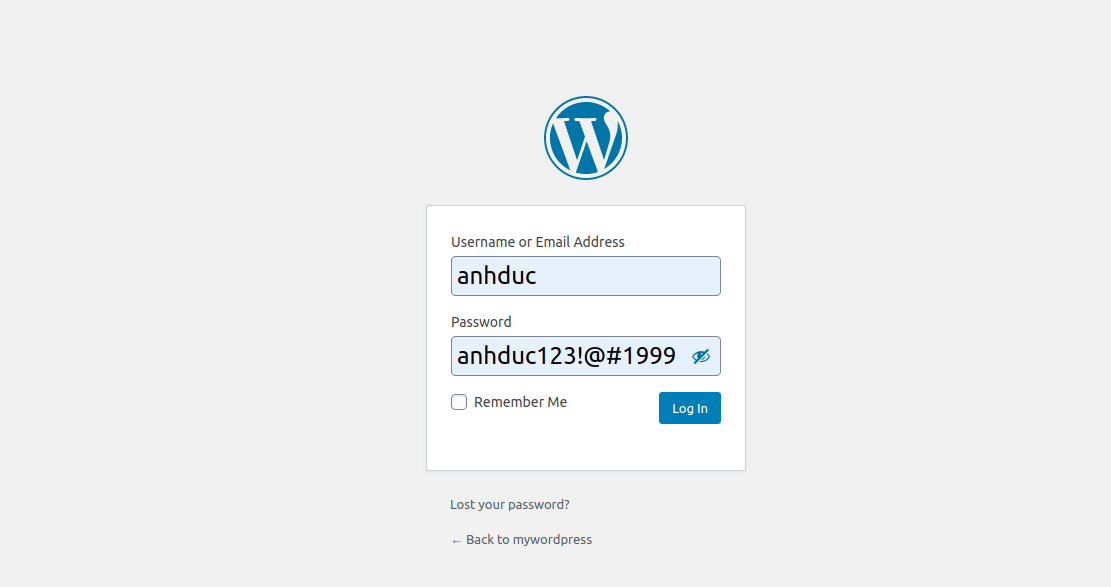 Username or Email Address
anhduc
Password
anhduc123!@#1999
Remember Me
Log In
Lost your password?
← Back to mywordpress